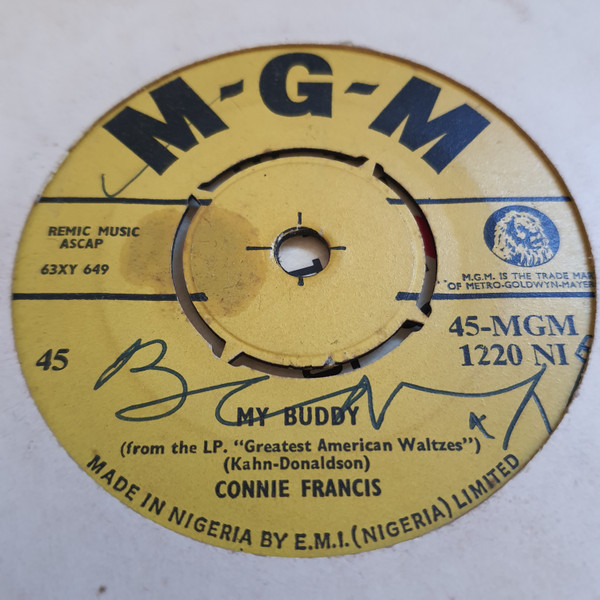 M-G-M
REMIC MUSIC
ASCAP
63XY 649
M.G.M. IS THE TRADE MAR
OF METRO-GOLDWYN-MAYER
45
45-MGM
1220 NI
MY BUDDY
(from the LP. "Greatest American Waltzes")
(Kahn-Donaldson)
CONNIE FRANCIS
MADE IN NIGERIA BY E.M.I. (NIGERIA) LIMITED